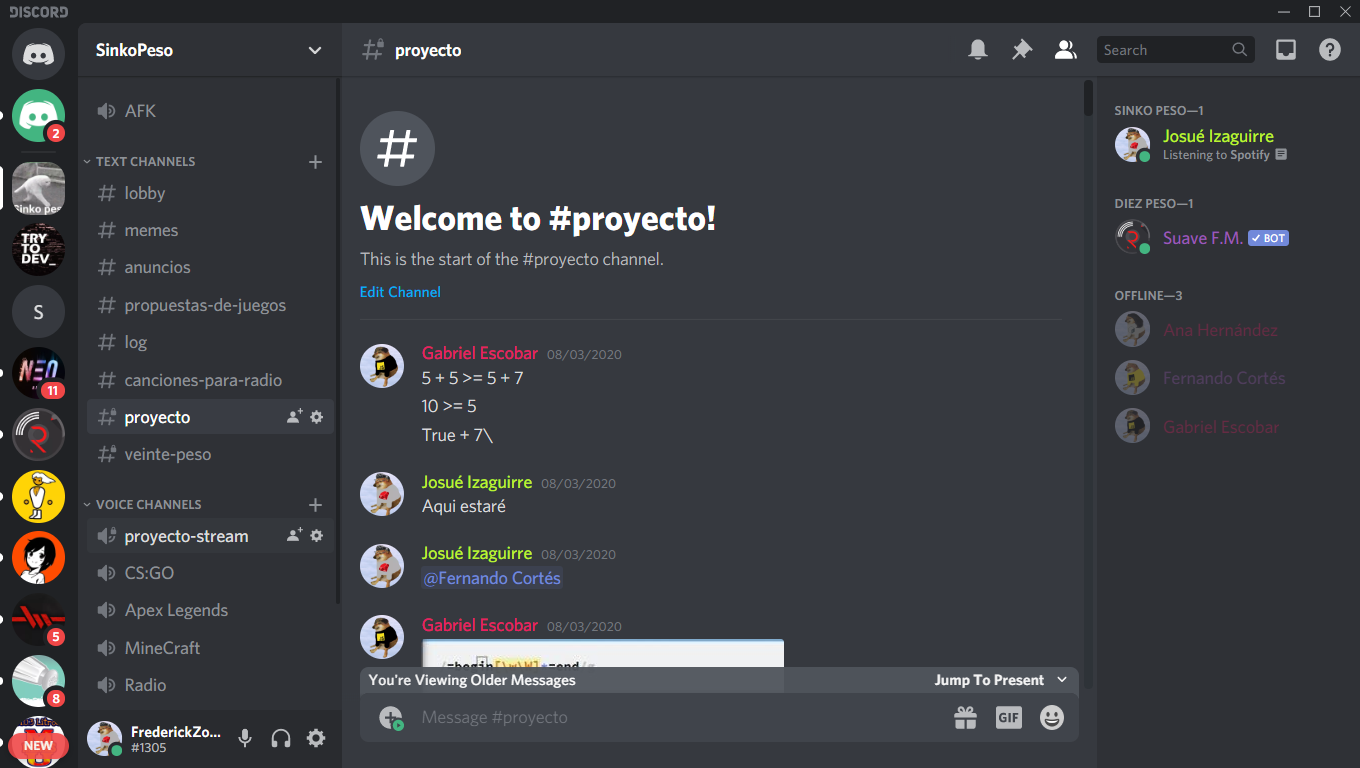 DISCORD
2
Sinko pes
TRY
TO
DEV_
S
NEO
11
R
5
8
NEW
SinkoPeso
AFK
TEXT CHANNELS
lobby
memes
anuncios
propuestas-de-juegos
log
canciones-para-radio
proyecto
veinte-peso
VOICE CHANNELS
proyecto-stream
CS:GO
Apex Legends
MineCraft
Radio
FrederickZo...
#1305
# proyecto
Search
#
Welcome to #proyecto!
This is the start of the #proyecto channel.
Edit Channel
Gabriel Escobar 08/03/2020
5 + 5 >= 5 + 7
10 >= 5
True + 7\
Josué Izaguirre 08/03/2020
Aqui estaré
Josué Izaguirre 08/03/2020
@Fernando Cortés
Gabriel Escobar 08/03/2020
You're Viewing Older Messages Jump To Present
Message #proyecto
GIF
SINKO PESO—1
Josué Izaguirre
Listening to Spotify
DIEZ PESO—1
Suave F.M. ✓ BOT
OFFLINE—3
Ana Hernández
Fernando Cortés
Gabriel Escobar